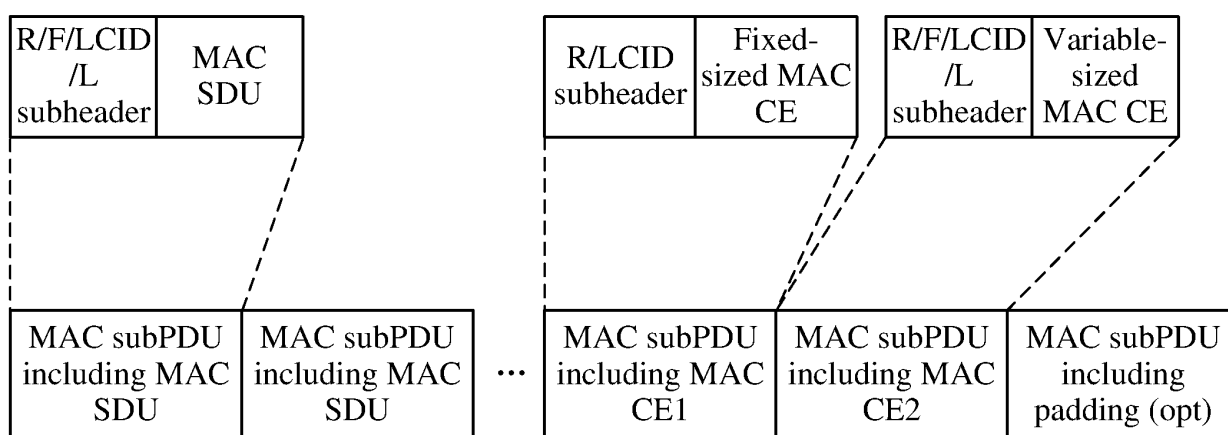 R/F/LCID
/L
subheader
MAC
SDU
R/LCID
subheader
Fixed-
sized MAC
CE
R/F/LCID
/L
subheader
Variable-
sized
MAC CE
MAC subPDU
including MAC
SDU
MAC subPDU
including MAC
SDU
...
MAC subPDU
including MAC
CE1
MAC subPDU
including MAC
CE2
MAC subPDU
including
padding (opt)